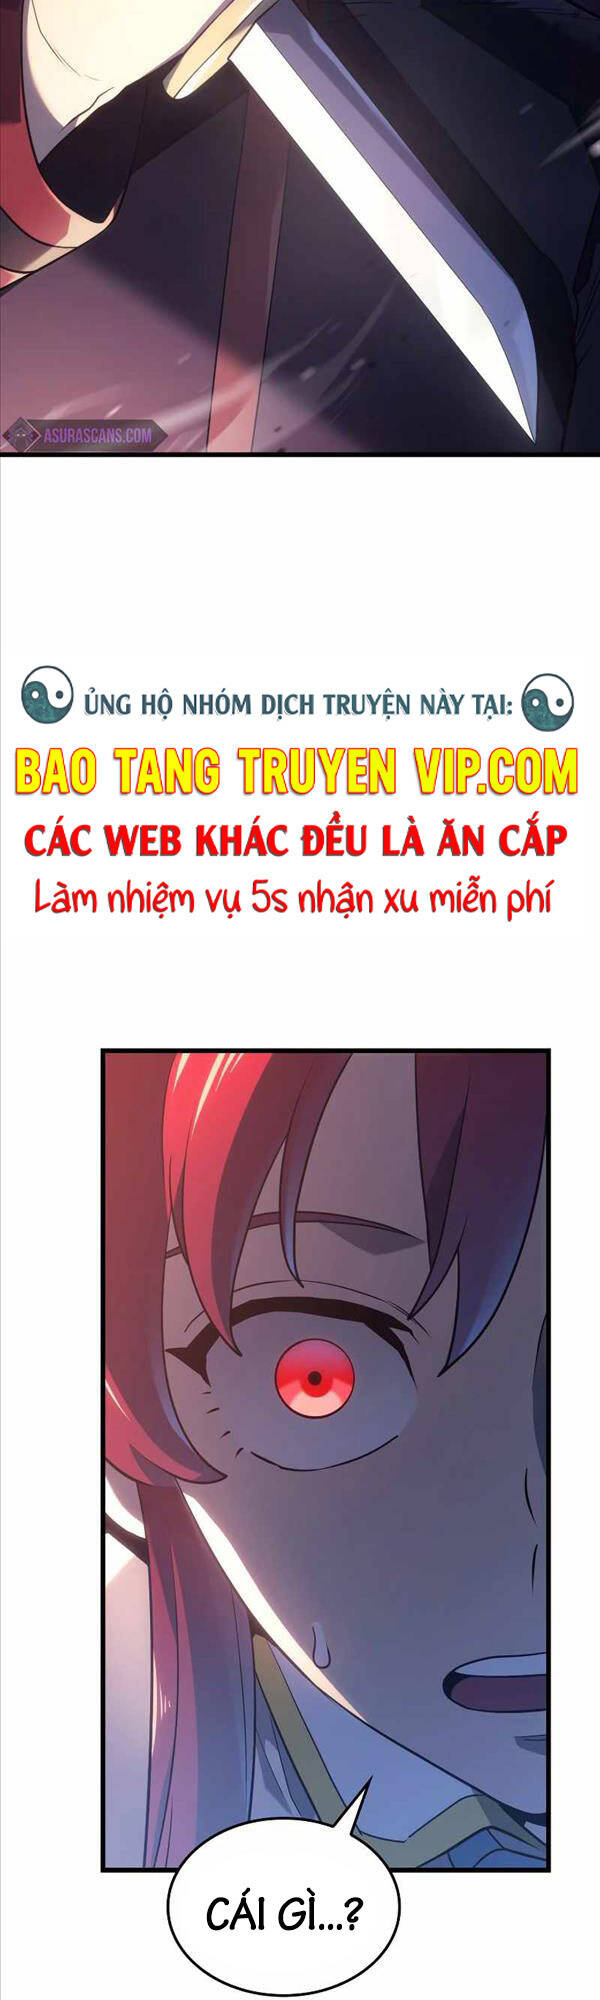 ASURASCANS.COM
ỦNG HỘ NHÓM DỊCH TRUYỆN NÀY TẠI:
BAO TANG TRUYEN VIP.COM
CÁC WEB KHÁC ĐỀU LÀ ĂN CẮP
Làm nhiệm vụ 5s nhận xu miễn phí
CÁI GÌ...?